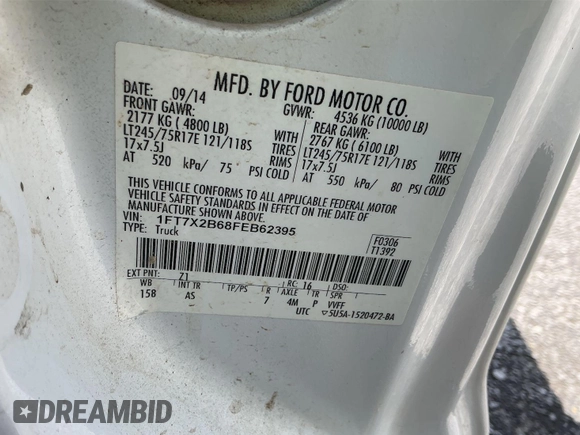 MFD. BY FORD MOTOR CO.
DATE: 09/14 GVWR: 4536 KG (10000 LB)
FRONT GAWR: REAR GAWR:
2177 KG ( 4800 LB) WITH 2767 KG ( 6100 LB) WITH
LT245/75R17E 121/118S TIRES LT245/75R17E 121/118S TIRES
17x7.5J RIMS 17x7.5J RIMS
AT 520 kPa/ 75 PSI COLD AT 550 kPa/ 80 PSI COLD
THIS VEHICLE CONFORMS TO ALL APPLICABLE FEDERAL MOTOR
VEHICLE SAFETY STANDARDS IN EFFECT ON THE DATE OF
MANUFACTURE SHOWN ABOVE.
VIN: 1FT7X2B68FEB62395
TYPE: Truck
F0306
T1392
EXT PNT: Z1 RC: 16
WB INT TR TP/PS R AXLE TR SPR
158 AS 7 4M P VVFF
UTC ▽5U5A-1520472-BA
DREAMBID